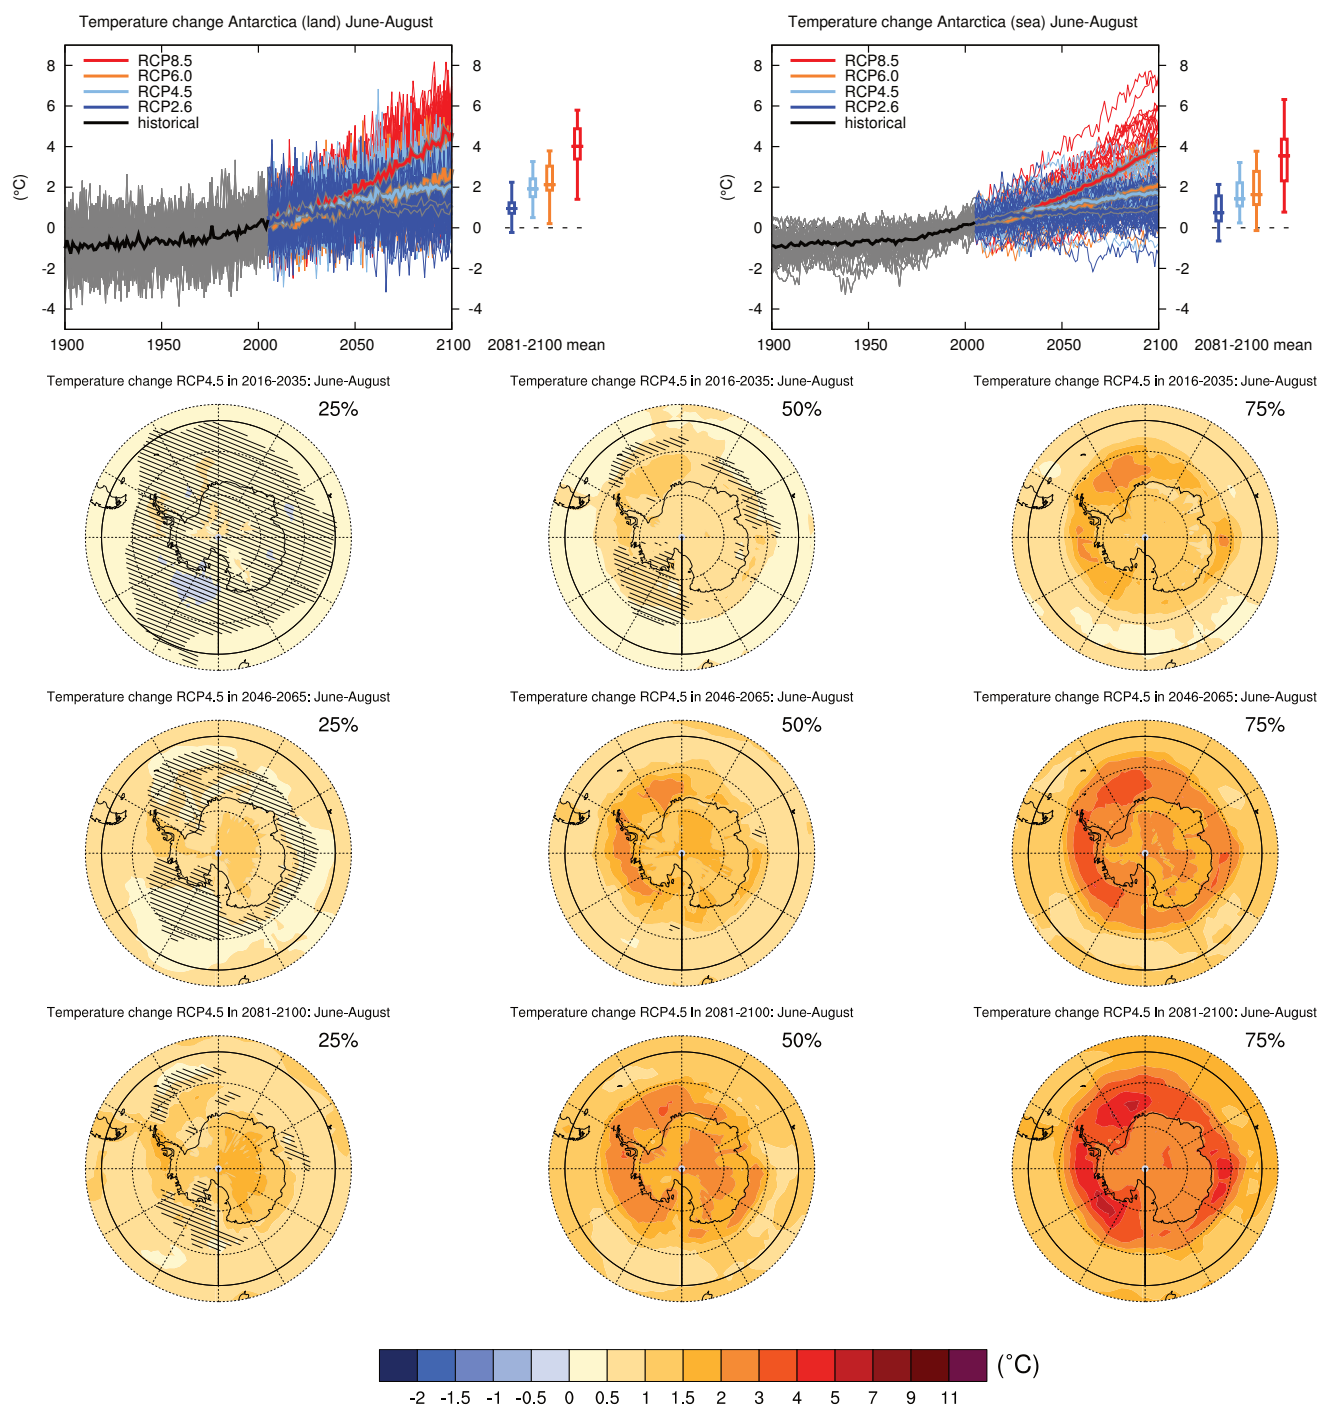 Temperature change Antarctica (land) June-August
8
6
4
2
0
-2
-4
(°C)
RCP8.5
RCP6.0
RCP4.5
RCP2.6
historical
8
6
4
2
0
-2
-4
1900
1950
2000
2050
2100
2081-2100 mean
Temperature change Antarctica (sea) June-August
8
6
4
2
0
-2
-4
(°C)
RCP8.5
RCP6.0
RCP4.5
RCP2.6
historical
8
6
4
2
0
-2
-4
1900
1950
2000
2050
2100
2081-2100 mean
Temperature change RCP4.5 in 2016-2035: June-August
25%
Temperature change RCP4.5 in 2016-2035: June-August
50%
Temperature change RCP4.5 in 2016-2035: June-August
75%
Temperature change RCP4.5 in 2046-2065: June-August
25%
Temperature change RCP4.5 in 2046-2065: June-August
50%
Temperature change RCP4.5 in 2046-2065: June-August
75%
Temperature change RCP4.5 in 2081-2100: June-August
25%
Temperature change RCP4.5 in 2081-2100: June-August
50%
Temperature change RCP4.5 in 2081-2100: June-August
75%
(°C)
-2 -1.5 -1 -0.5 0 0.5 1 1.5 2 3 4 5 7 9 11